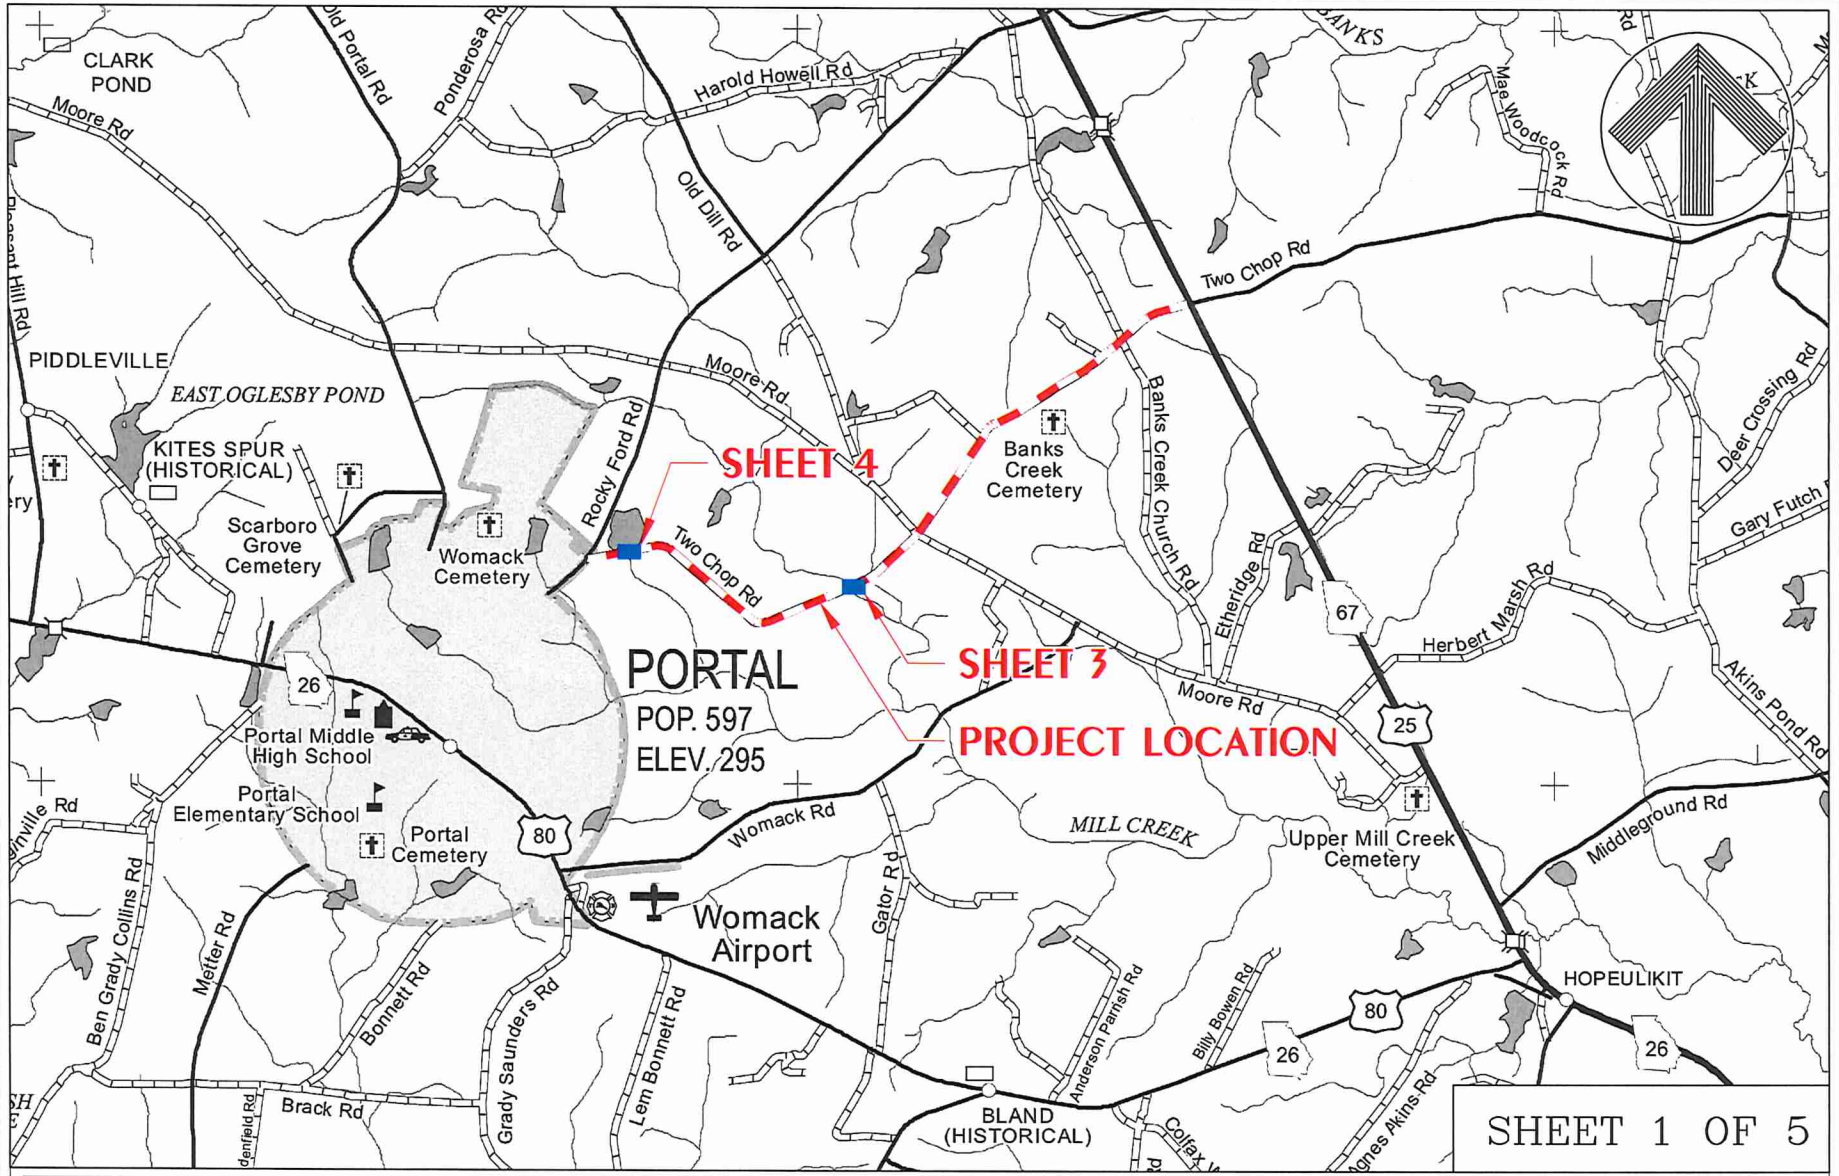 CLARK
POND
Moore Rd
Old Portal Rd
Ponderosa Rd
Harold Howell Rd
BANKS
Mae Woodcock Rd
Rd
Old Dill Rd
Two Chop Rd
Pleasant Hill Rd
PIDDLEVILLE
EAST OGLESBY POND
KITES SPUR
(HISTORICAL)
Scarboro
Grove
Cemetery
Womack
Cemetery
Rocky Ford Rd
Moore Rd
SHEET 4
Two Chop Rd
Banks
Creek
Cemetery
Banks Creek Church Rd
Deer Crossing Rd
Gary Futch
Etheridge Rd
67
Herbert Marsh Rd
Akins Pond Rd
SHEET 3
PORTAL
POP. 597
ELEV. 295
Moore Rd
25
PROJECT LOCATION
26
Portal Middle
High School
Portal
Elementary School
Portal
Cemetery
80
Womack Rd
MILL CREEK
Upper Mill Creek
Cemetery
Middleground Rd
Ben Grady Collins Rd
Metter Rd
Bonnett Rd
Grady Saunders Rd
Lem Bonnett Rd
Womack
Airport
Gator Rd
Anderson Parrish Rd
Billy Bowen Rd
HOPEULIKIT
80
26
26
Brack Rd
BLAND
(HISTORICAL)
Colfax
Agnes Akins Rd
SHEET 1 OF 5